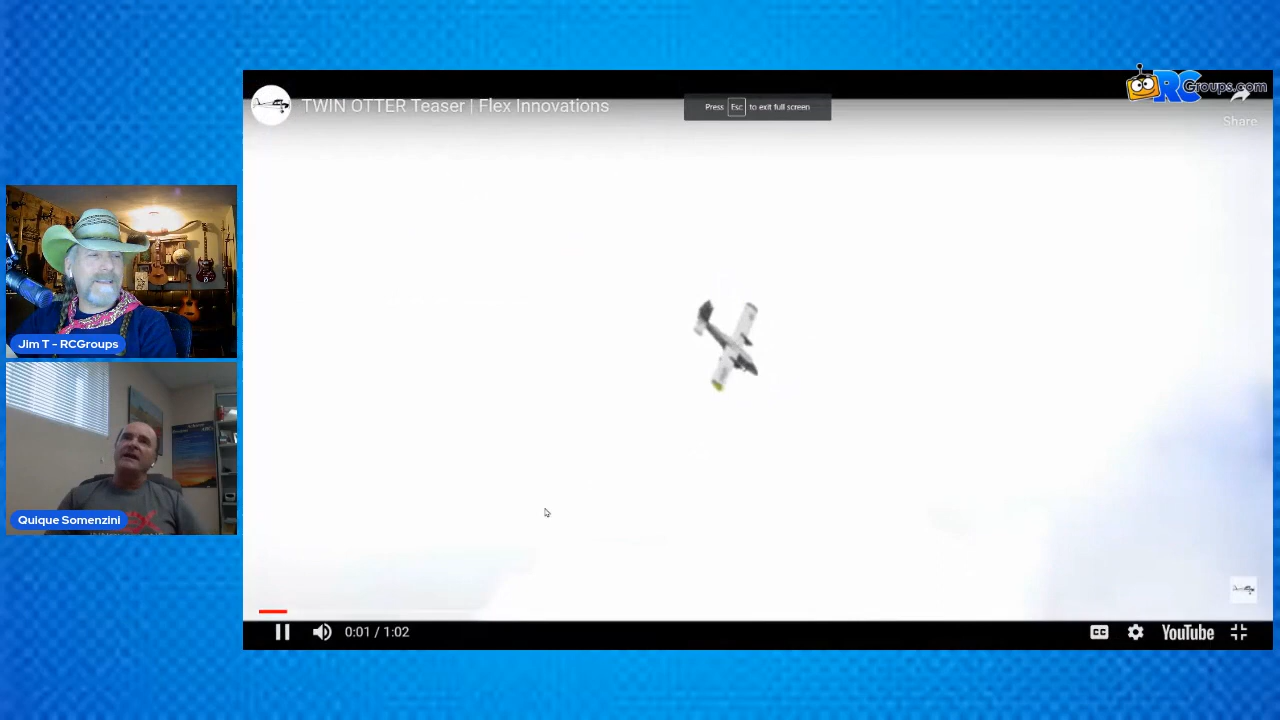 RCGroups.com
TWIN OTTER Teaser | Flex Innovations
Press Esc to exit full screen
Share
Jim T - RCGroups
Quique Somenzini
0:01 / 1:02
CC
YouTube